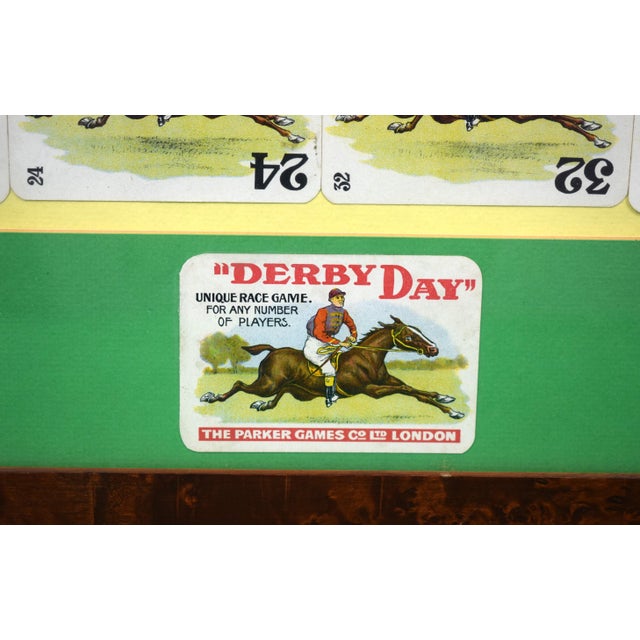 24
24
32
32
"DERBY DAY"
UNIQUE RACE GAME.
FOR ANY NUMBER
OF PLAYERS.
THE PARKER GAMES Co LTD LONDON